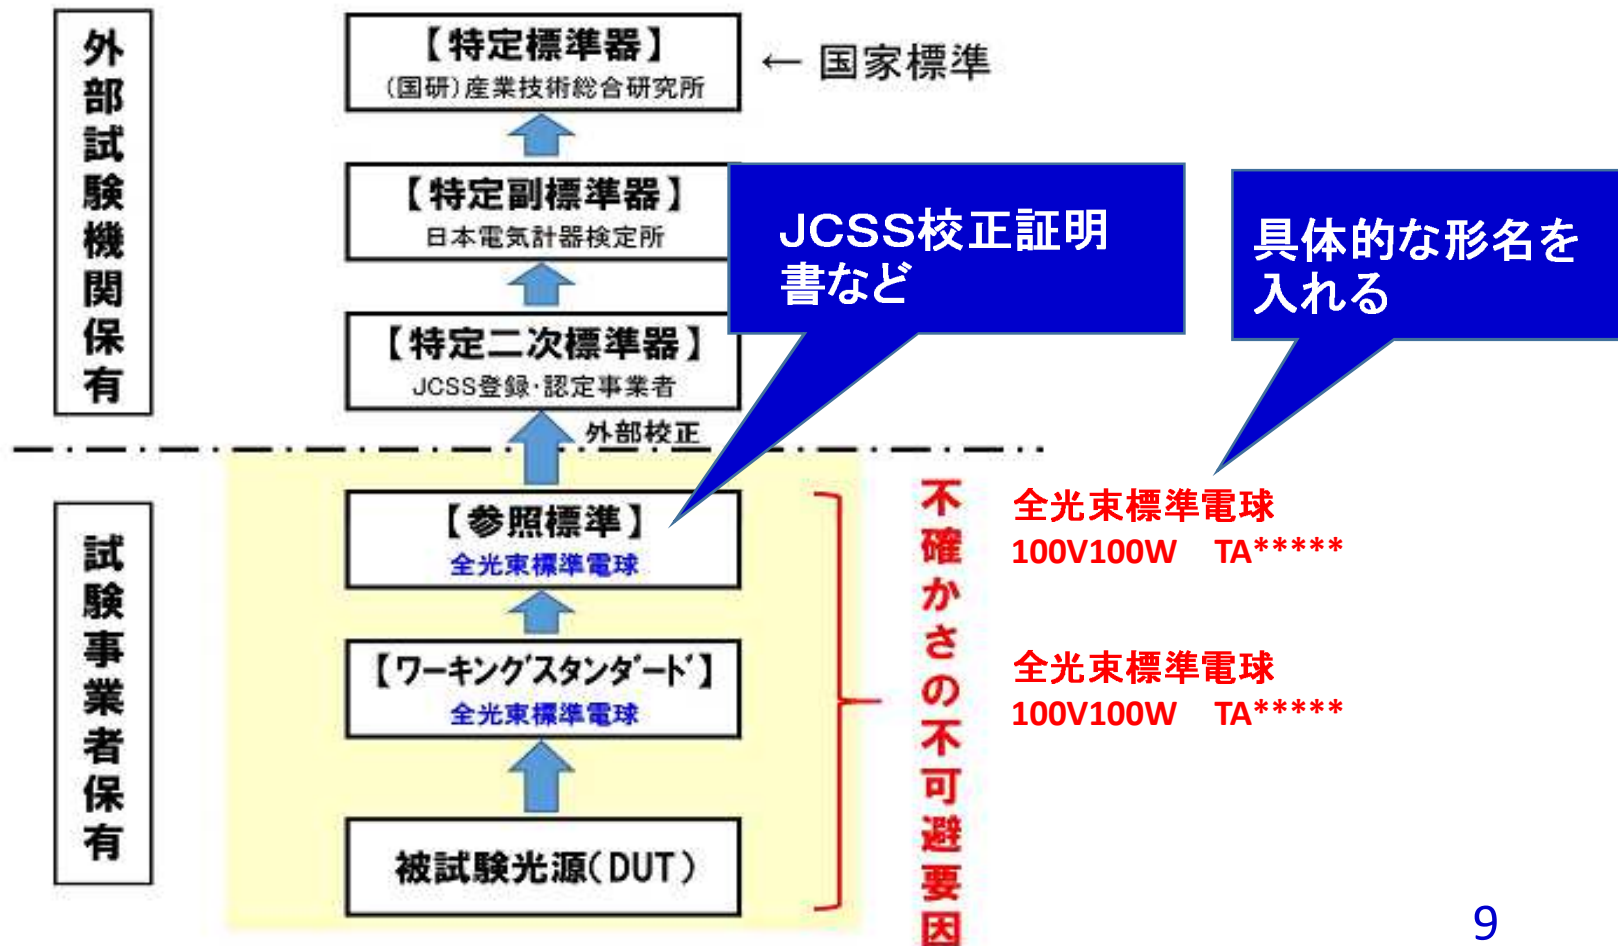 外部試験機関保有
【特定標準器】
(国研)産業技術総合研究所
← 国家標準
【特定副標準器】
日本電気計器検定所
JCSS校正証明
書など
具体的な形名を
入れる
【特定二次標準器】
JCSS登録・認定事業者
外部校正
試験事業者保有
【参照標準】
全光束標準電球
【ワーキングスタンダード】
全光束標準電球
被試験光源(DUT)
不確かさの不可避要因
全光束標準電球
100V100W TA*****
全光束標準電球
100V100W TA*****
9